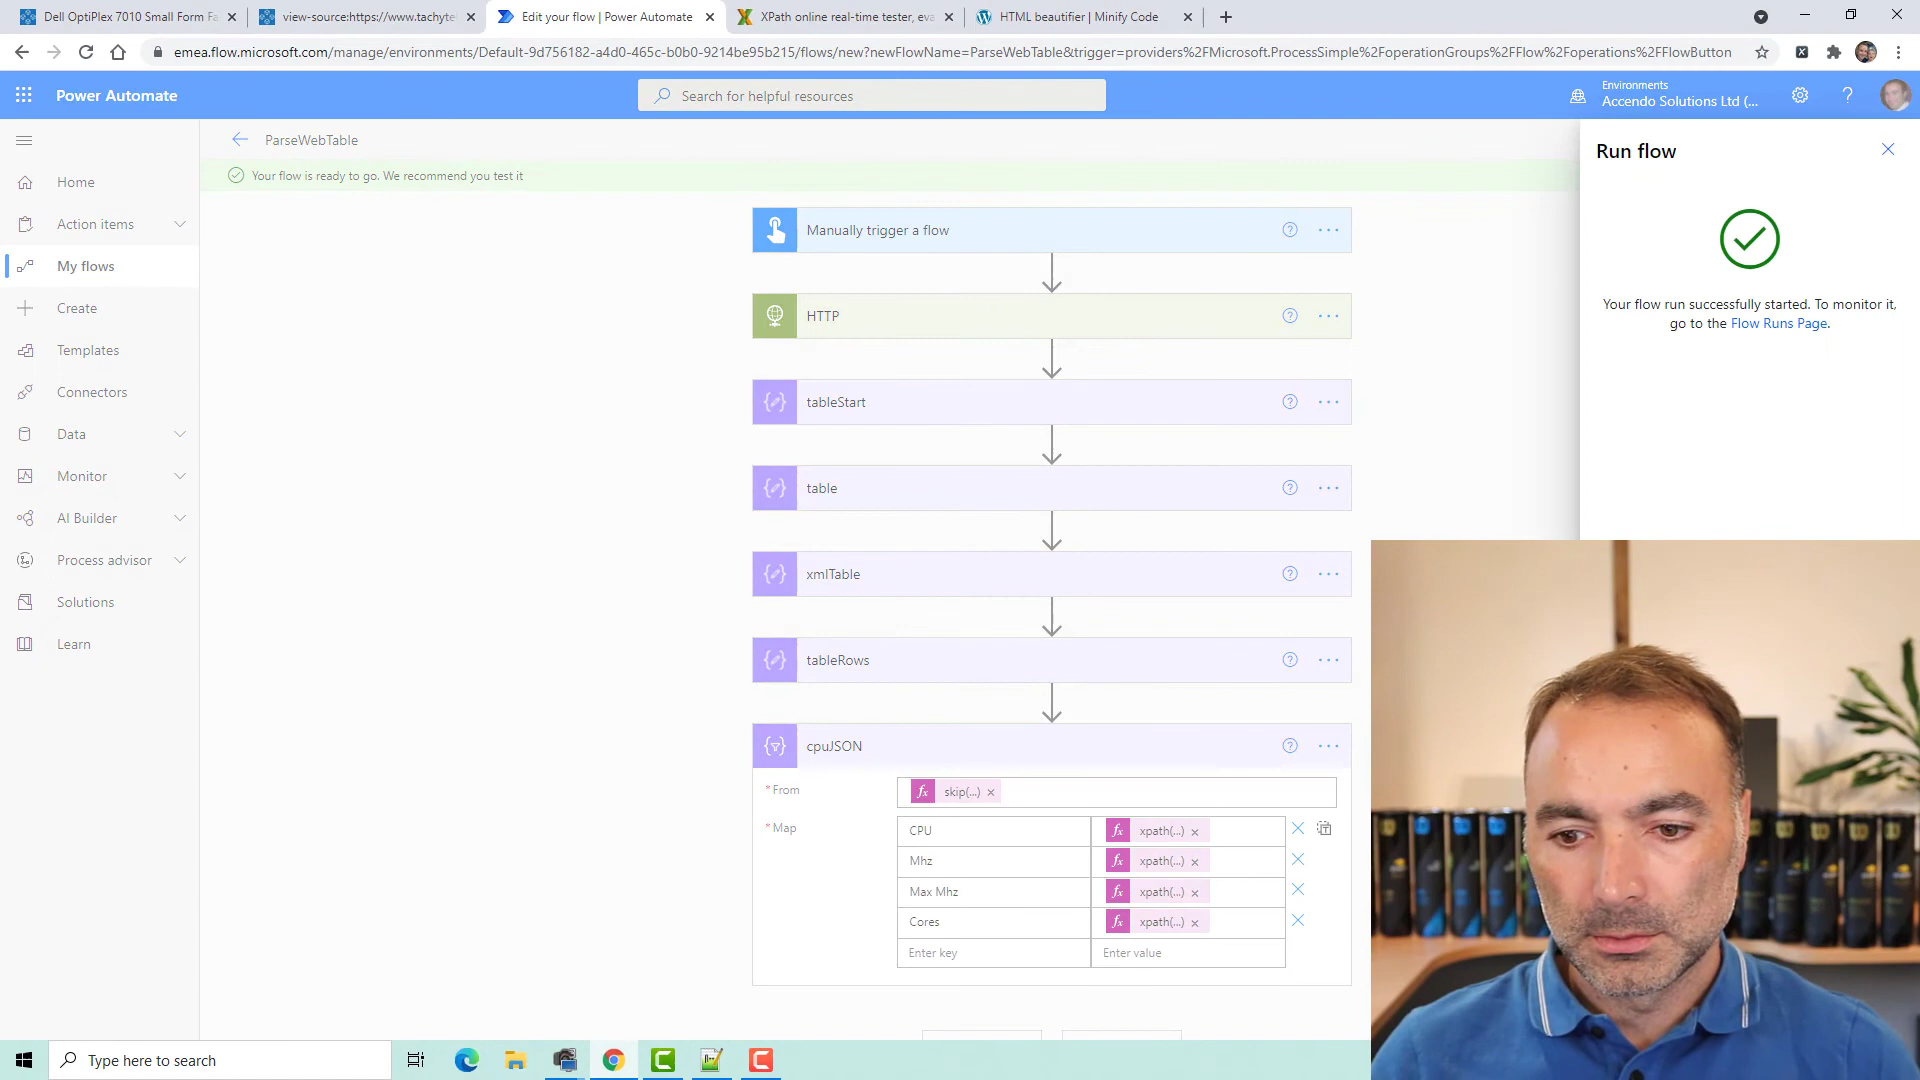 Dell OptiPlex 7010 Small Form Fa
view-source:https://www.tachyte
Edit your flow | Power Automate
XPath online real-time tester, eva
HTML beautifier | Minify Code
emea.flow.microsoft.com/manage/environments/Default-9d756182-a4d0-465c-b0b0-9214be95b215/flows/new?newFlowName=ParseWebTable&trigger=providers%2FMicrosoft.ProcessSimple%2FoperationGroups%2FFlow%2Foperations%2FFlowButton
Power Automate
Search for helpful resources
Environments
Accendo Solutions Ltd (...
ParseWebTable
Your flow is ready to go. We recommend you test it
Home
Action items
My flows
Create
Templates
Connectors
Data
Monitor
AI Builder
Process advisor
Solutions
Learn
Manually trigger a flow
HTTP
tableStart
table
xmlTable
tableRows
cpuJSON
* From
fx skip(...) ×
* Map
CPU
fx xpath(...) ×
Mhz
fx xpath(...) ×
Max Mhz
fx xpath(...) ×
Cores
fx xpath(...) ×
Enter key
Enter value
Run flow
Your flow run successfully started. To monitor it,
go to the Flow Runs Page.
Type here to search